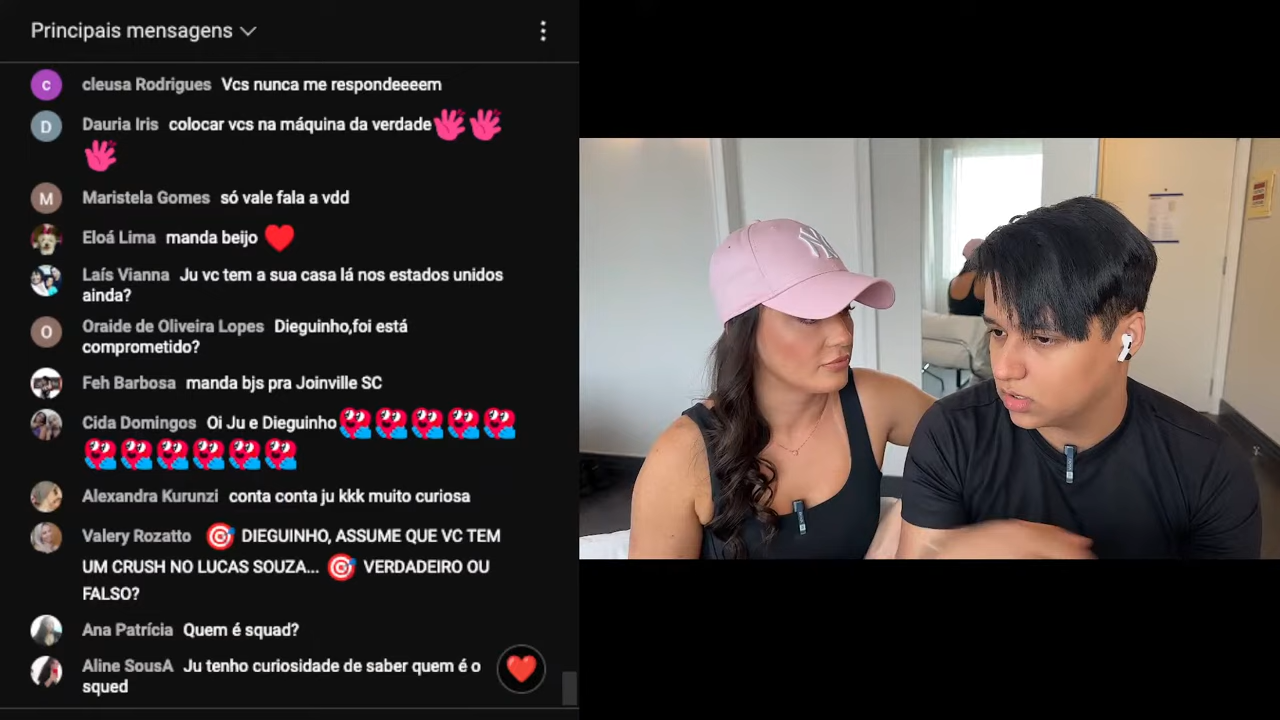 Principais mensagens
cleusa Rodrigues Vcs nunca me respondeeeem
Dauria Iris colocar vcs na máquina da verdade
Maristela Gomes só vale fala a vdd
Eloá Lima manda beijo
Laís Vianna Ju vc tem a sua casa lá nos estados unidos
ainda?
Oraide de Oliveira Lopes Dieguinho,foi está
comprometido?
Feh Barbosa manda bjs pra Joinville SC
Cida Domingos Oi Ju e Dieguinho
Alexandra Kurunzi conta conta ju kkk muito curiosa
Valery Rozatto DIEGUINHO, ASSUME QUE VC TEM
UM CRUSH NO LUCAS SOUZA... VERDADEIRO OU
FALSO?
Ana Patrícia Quem é squad?
Aline SousA Ju tenho curiosidade de saber quem é o
squed